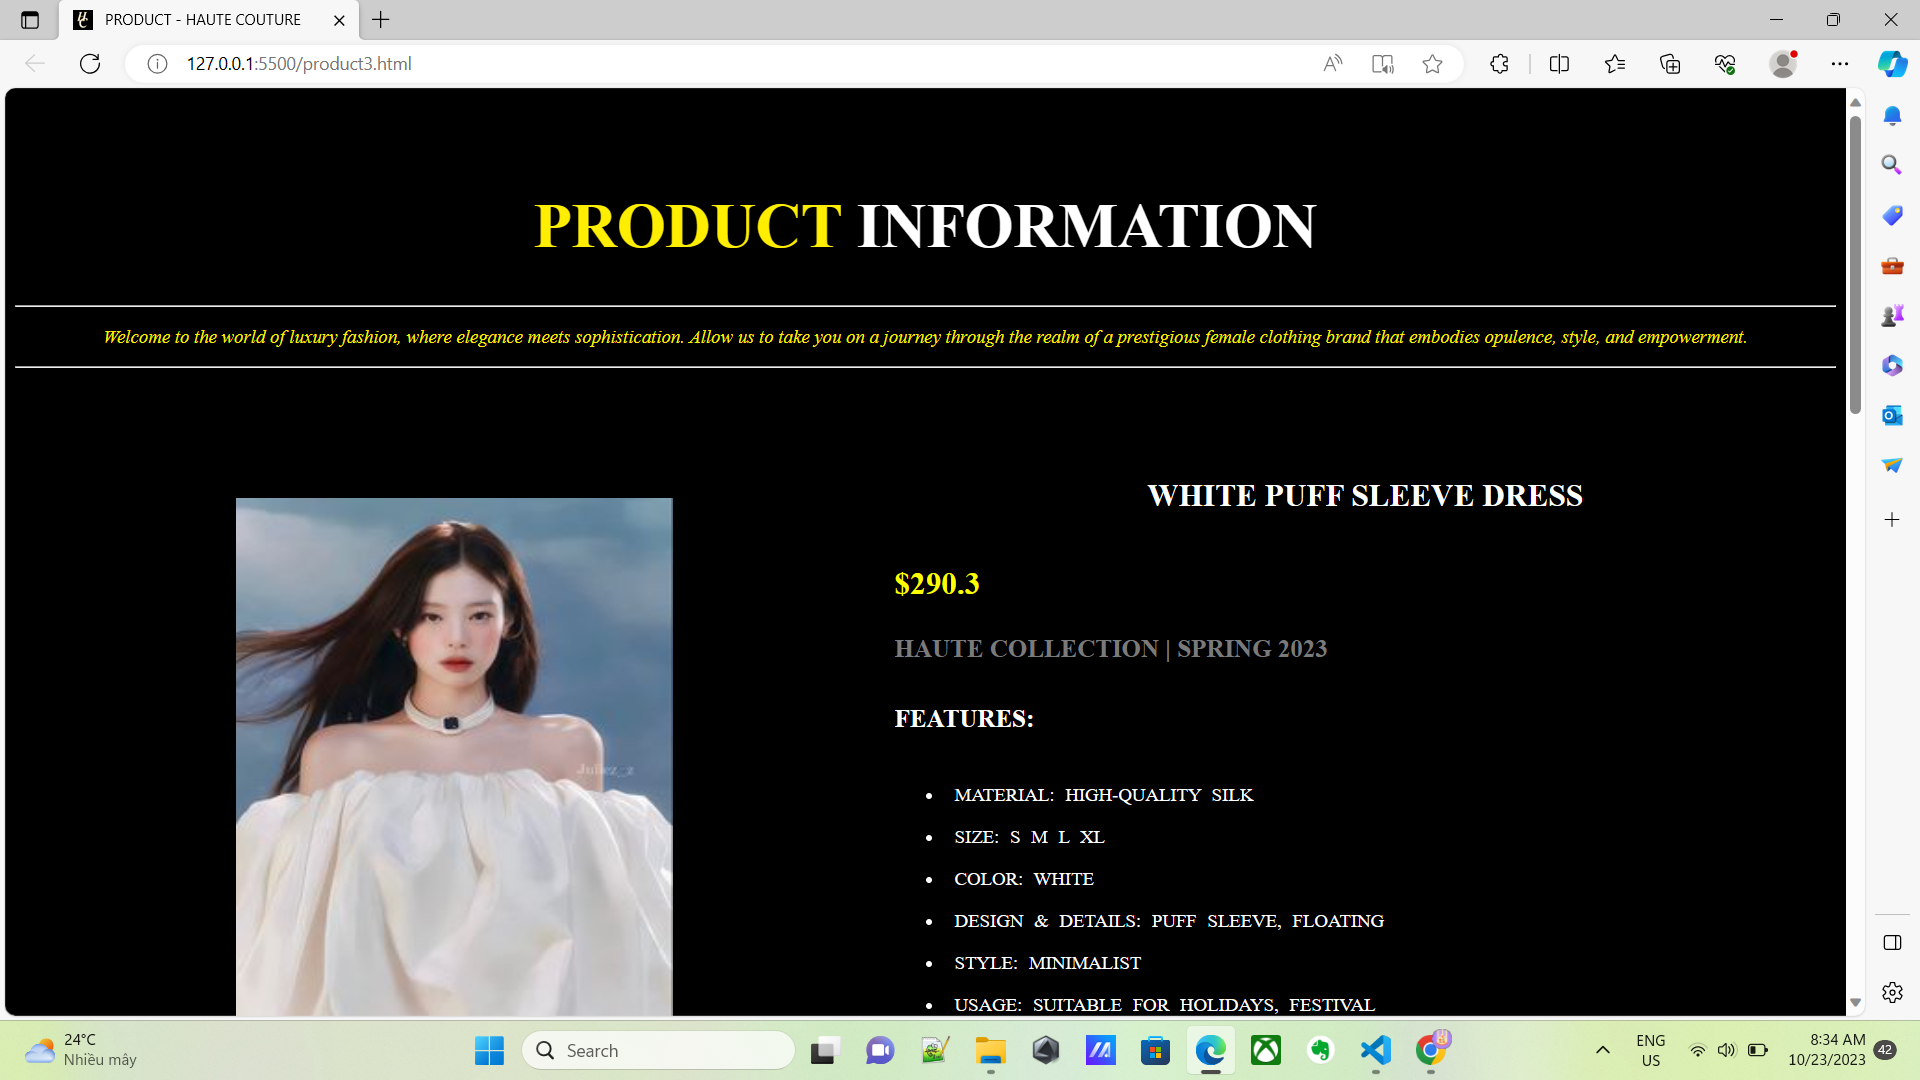 PRODUCT - HAUTE COUTURE
127.0.0.1:5500/product3.html
PRODUCT INFORMATION
Welcome to the world of luxury fashion, where elegance meets sophistication. Allow us to take you on a journey through the realm of a prestigious female clothing brand that embodies opulence, style, and empowerment.
WHITE PUFF SLEEVE DRESS
$290.3
HAUTE COLLECTION | SPRING 2023
FEATURES:
Juliez_z
• MATERIAL: HIGH-QUALITY SILK
• SIZE: S M L XL
• COLOR: WHITE
• DESIGN & DETAILS: PUFF SLEEVE, FLOATING
• STYLE: MINIMALIST
• USAGE: SUITABLE FOR HOLIDAYS, FESTIVAL
24°C
Nhiều mây
Search
ENG
US
8:34 AM
10/23/2023
42